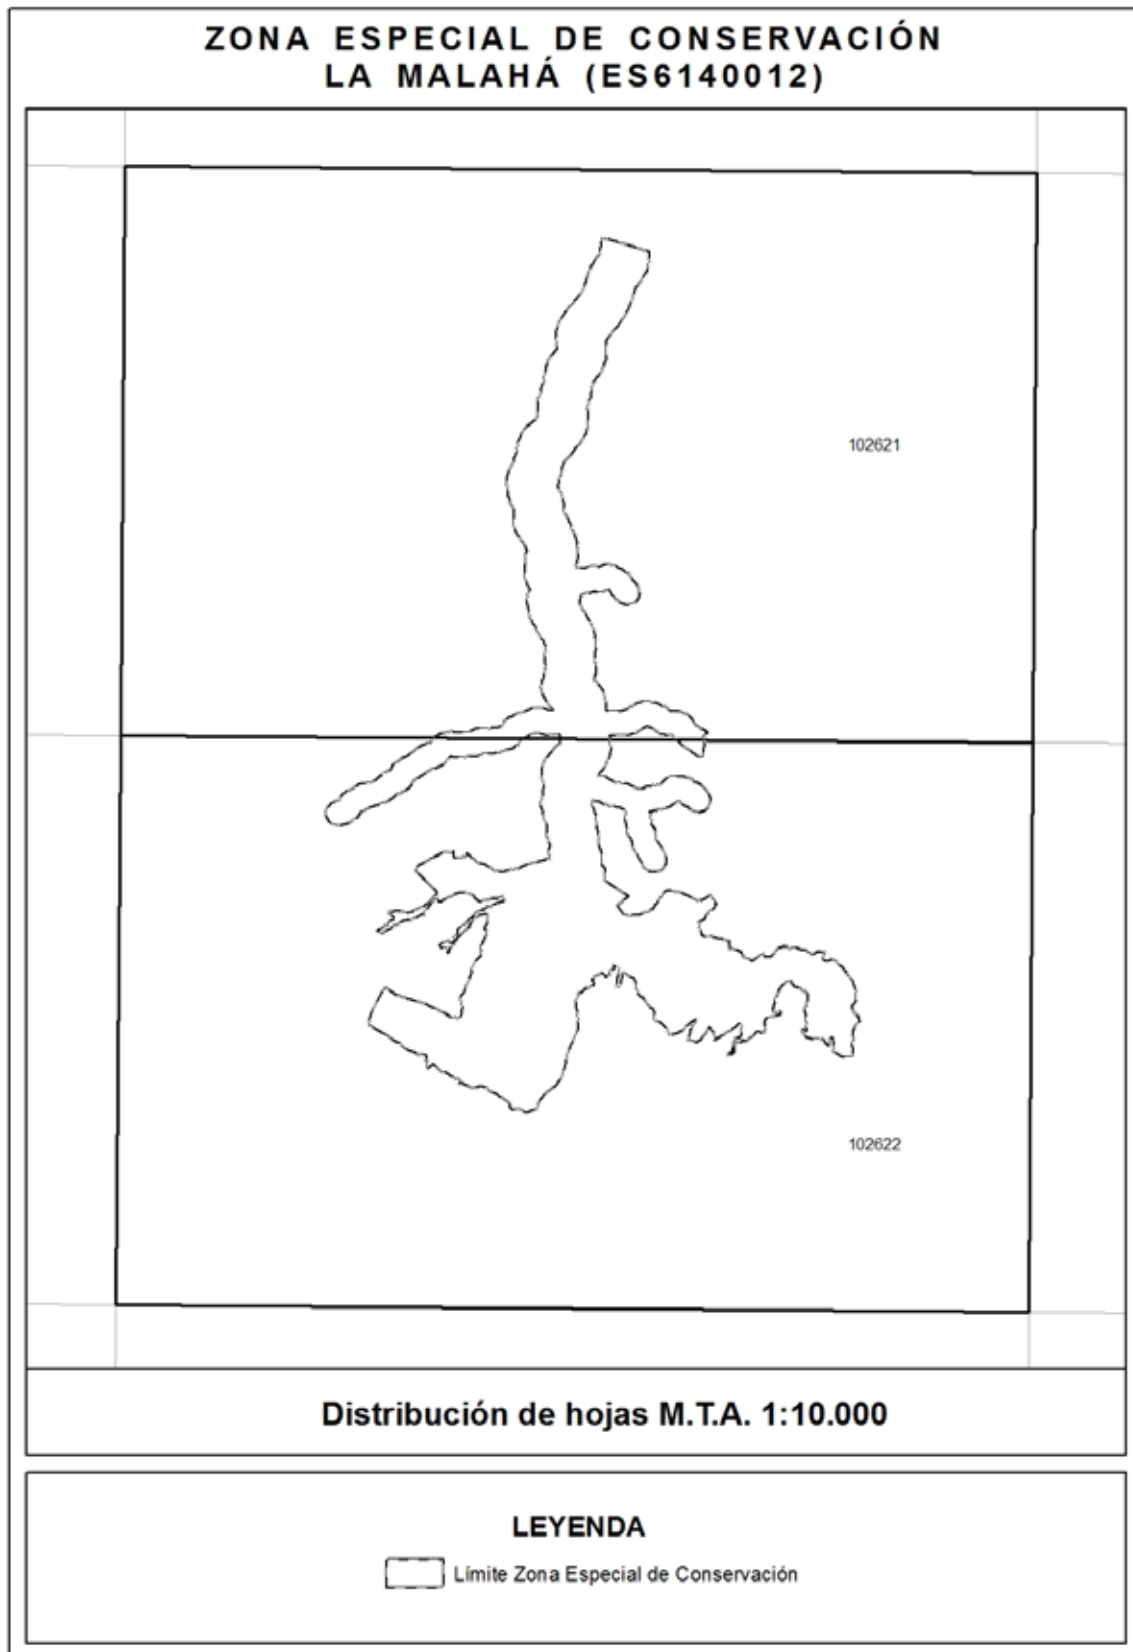 ZONA ESPECIAL DE CONSERVACIÓN
LA MALAHÁ (ES6140012)
102621
102622
Distribución de hojas M.T.A. 1:10.000
LEYENDA
Límite Zona Especial de Conservación